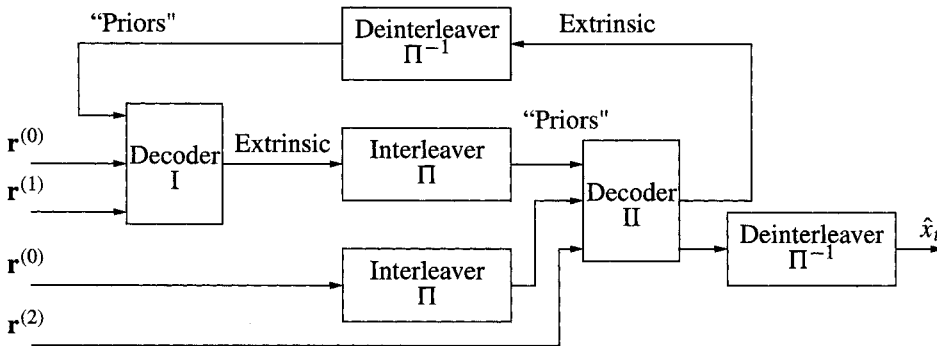 “Priors"
Deinterleaver
Π⁻¹
Extrinsic
r⁽⁰⁾
r⁽¹⁾
Decoder
I
Extrinsic
Interleaver
Π
“Priors"
Decoder
II
r⁽⁰⁾
Interleaver
Π
Deinterleaver
Π⁻¹
x̂ₜ
r⁽²⁾